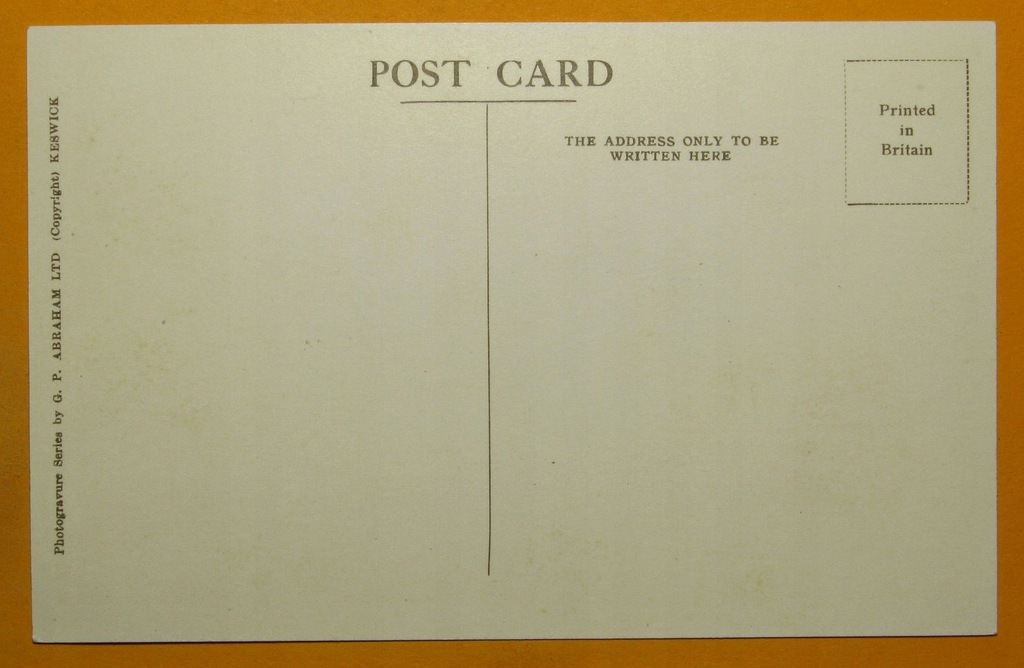 POST CARD
THE ADDRESS ONLY TO BE
WRITTEN HERE
Printed
in
Britain
Photogravure Series by G. P. ABRAHAM LTD (Copyright) KESWICK